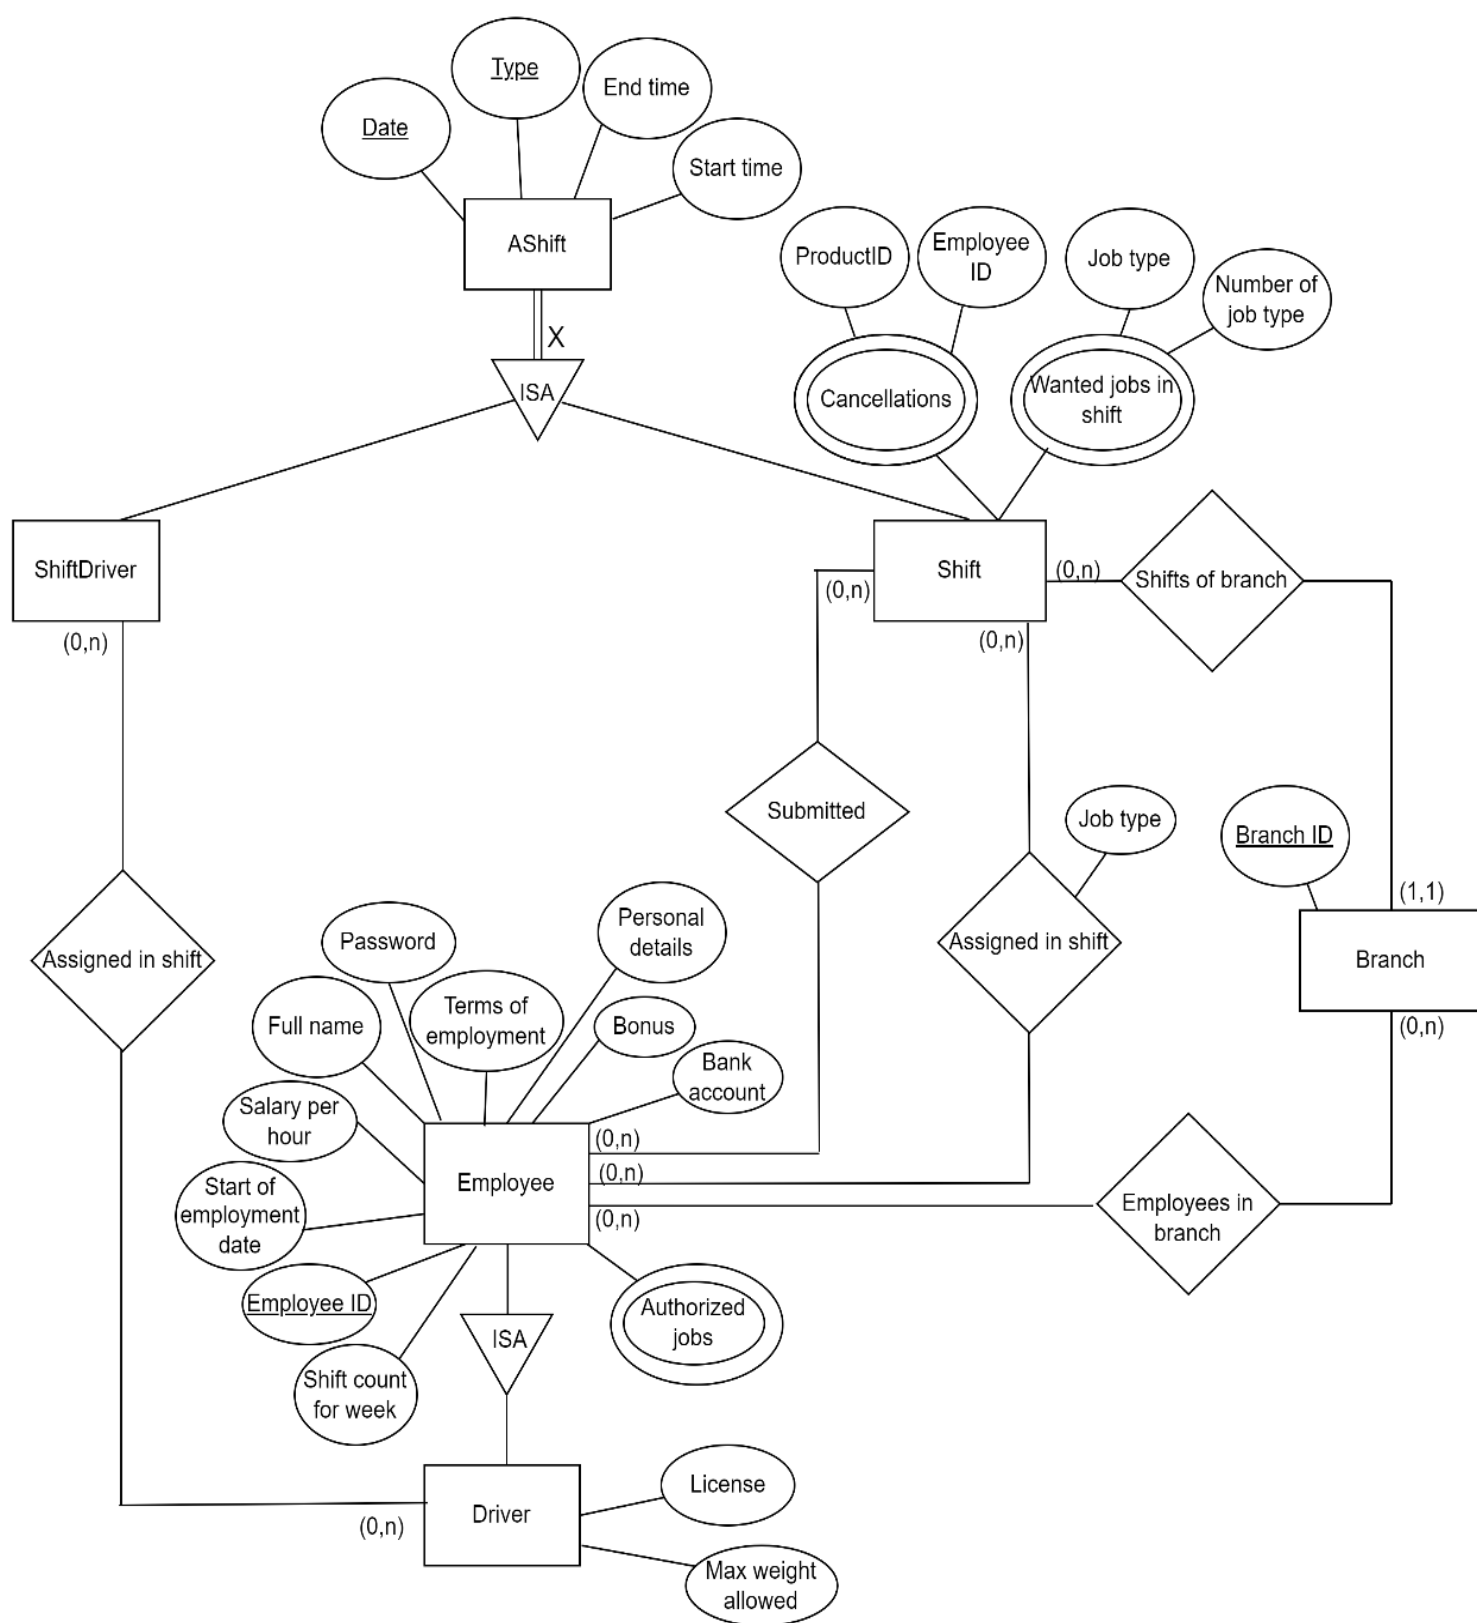 Type
End time
Date
Start time
AShift
X
ISA
ProductID
Employee
ID
Job type
Number of
job type
Cancellations
Wanted jobs in
shift
ShiftDriver
(0,n)
Shift
(0,n)
(0,n)
(0,n)
Shifts of branch
Submitted
Job type
Branch ID
(1,1)
Assigned in shift
Assigned in shift
Branch
(0,n)
Password
Personal
details
Full name
Terms of
employment
Bonus
Bank
account
Salary per
hour
Start of
employment
date
Employee
(0,n)
(0,n)
(0,n)
Employees in
branch
Employee ID
Shift count
for week
ISA
Authorized
jobs
Driver
(0,n)
License
Max weight
allowed